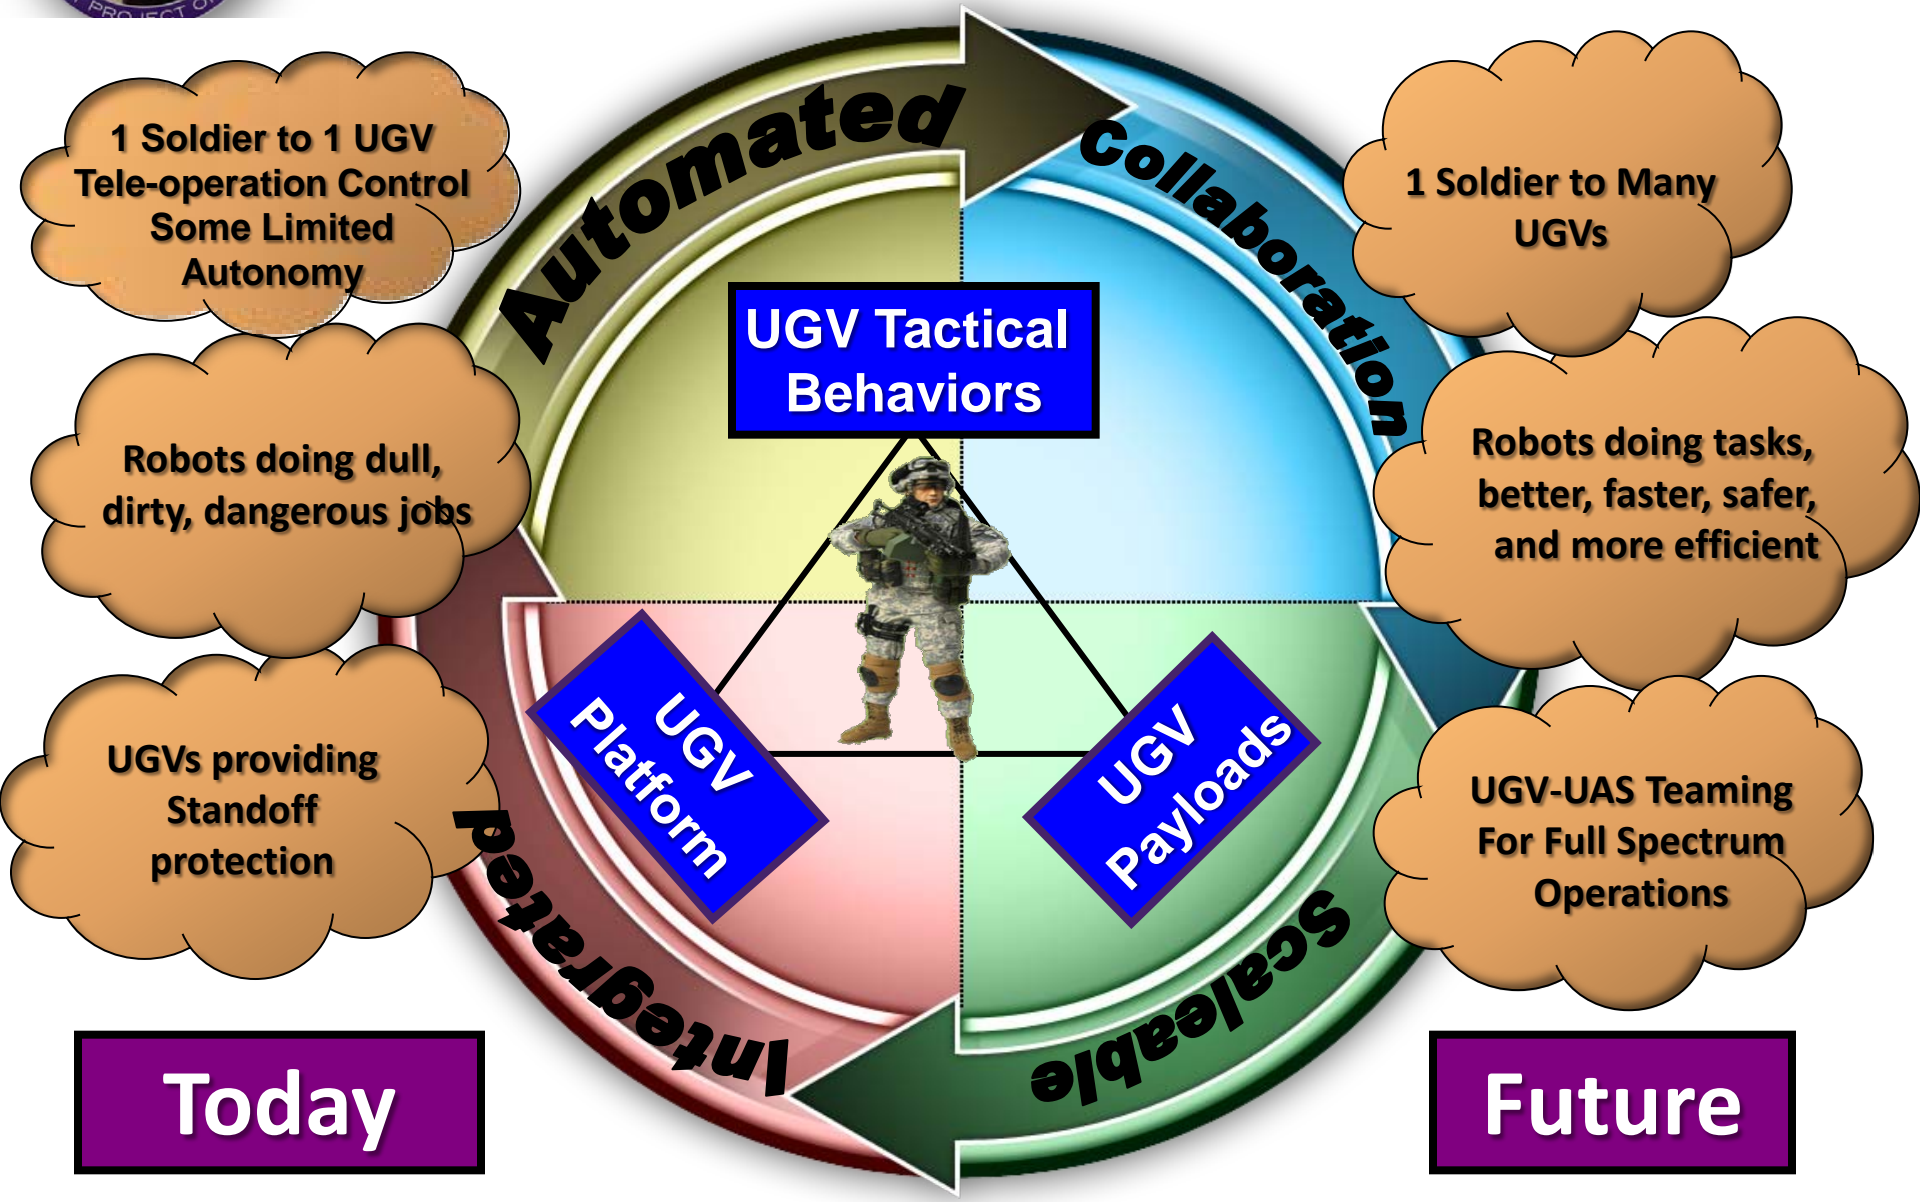 PROJECT O
1 Soldier to 1 UGV
Tele-operation Control
Some Limited
Autonomy
Robots doing dull,
dirty, dangerous jobs
UGVs providing
Standoff
protection
Today
Automated
Collaboration
Scaleable
Integrated
UGV Tactical
Behaviors
UGV
Platform
UGV
Payloads
1 Soldier to Many
UGVs
Robots doing tasks,
better, faster, safer,
and more efficient
UGV-UAS Teaming
For Full Spectrum
Operations
Future